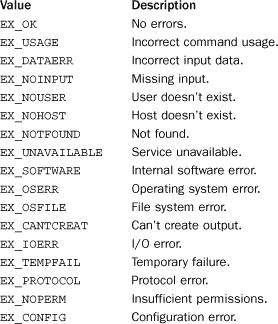 Value Description
EX_OK No errors.
EX_USAGE Incorrect command usage.
EX_DATAERR Incorrect input data.
EX_NOINPUT Missing input.
EX_NOUSER User doesn't exist.
EX_NOHOST Host doesn't exist.
EX_NOTFOUND Not found.
EX_UNAVAILABLE Service unavailable.
EX_SOFTWARE Internal software error.
EX_OSERR Operating system error.
EX_OSFILE File system error.
EX_CANTCREAT Can't create output.
EX_IOERR I/O error.
EX_TEMPFAIL Temporary failure.
EX_PROTOCOL Protocol error.
EX_NOPERM Insufficient permissions.
EX_CONFIG Configuration error.